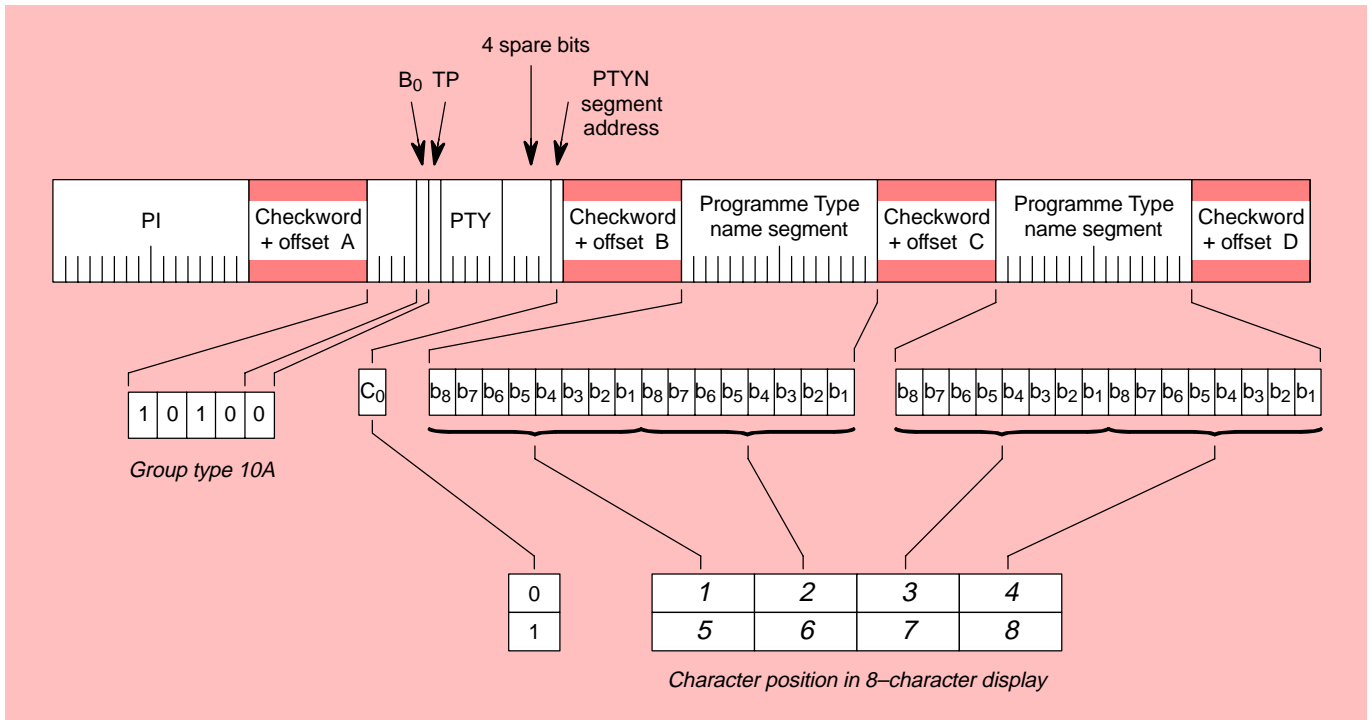 4 spare bits
B0 TP
PTYN
segment
address
PI
Checkword
+ offset A
PTY
Checkword
+ offset B
Programme Type
name segment
Checkword
+ offset C
Programme Type
name segment
Checkword
+ offset D
1 0 1 0 0
Group type 10A
C0
b8 b7 b6 b5 b4 b3 b2 b1 b8 b7 b6 b5 b4 b3 b2 b1
b8 b7 b6 b5 b4 b3 b2 b1 b8 b7 b6 b5 b4 b3 b2 b1
0 1 2 3 4
1 5 6 7 8
Character position in 8–character display